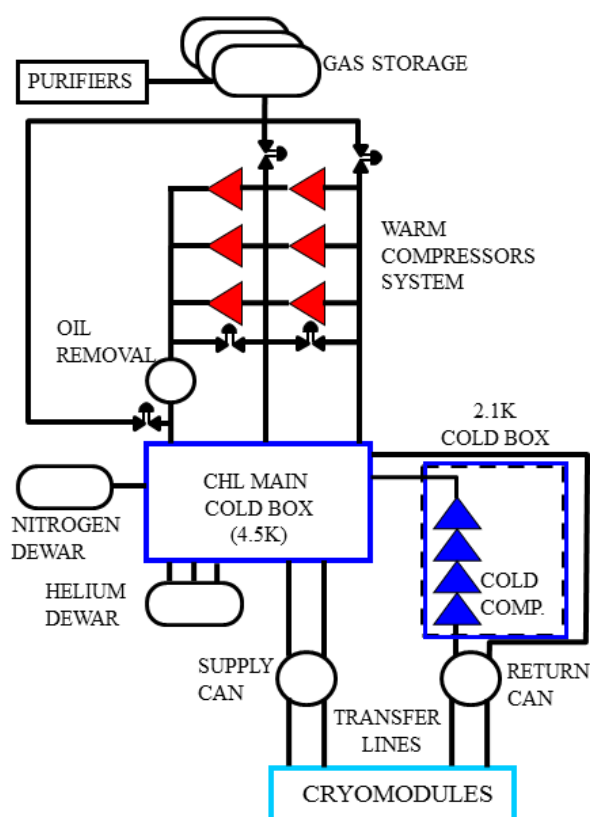 GAS STORAGE
PURIFIERS
WARM
COMPRESSORS
SYSTEM
OIL
REMOVAL
2.1K
COLD BOX
CHL MAIN
COLD BOX
(4.5K)
NITROGEN
DEWAR
COLD
COMP.
HELIUM
DEWAR
SUPPLY
CAN
RETURN
CAN
TRANSFER
LINES
CRYOMODULES